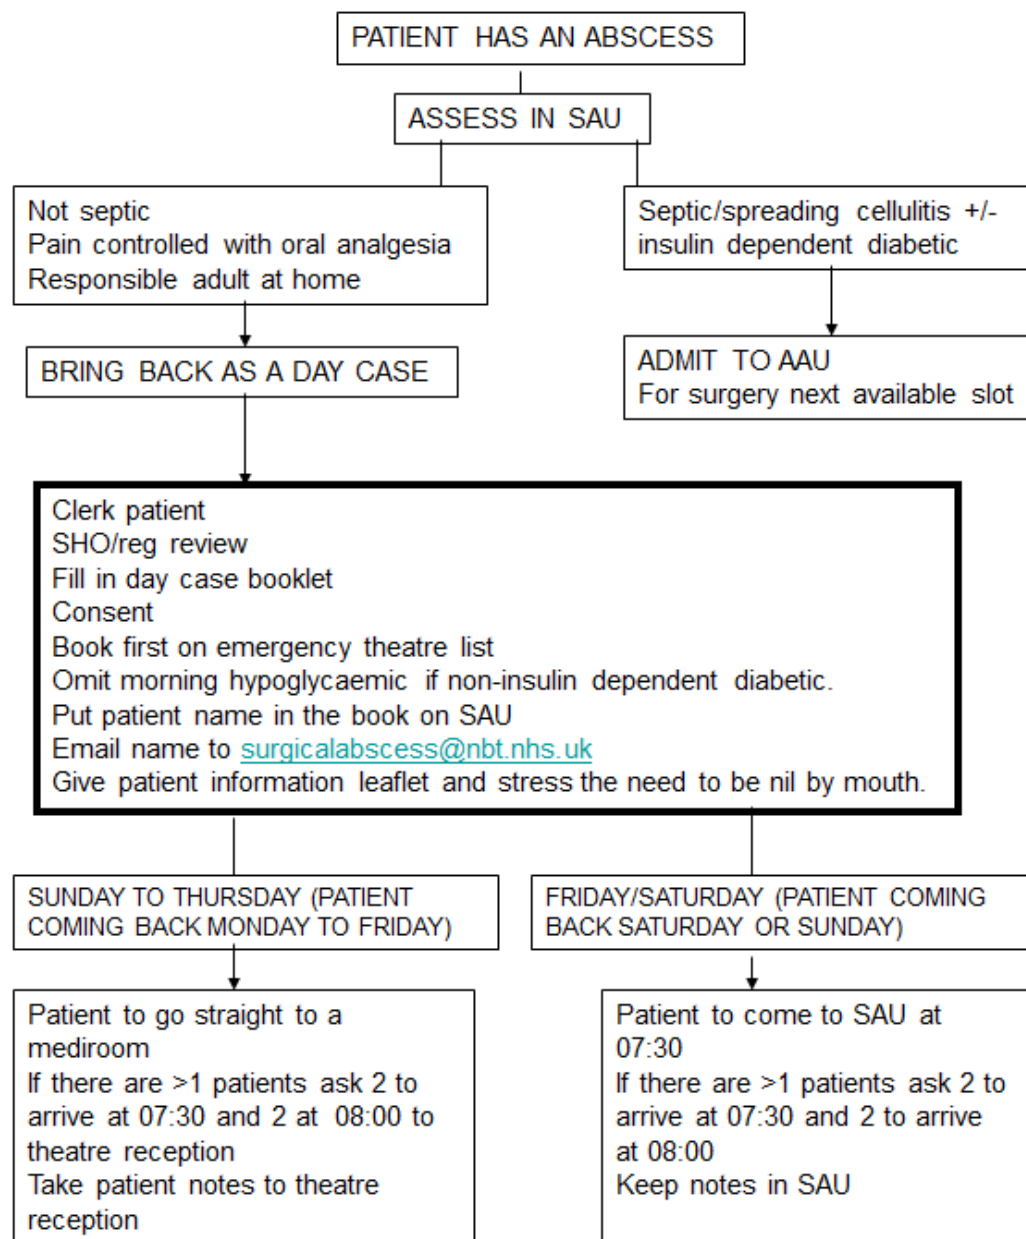 PATIENT HAS AN ABSCESS
ASSESS IN SAU
Not septic
Pain controlled with oral analgesia
Responsible adult at home
Septic/spreading cellulitis +/-
insulin dependent diabetic
BRING BACK AS A DAY CASE
ADMIT TO AAU
For surgery next available slot
Clerk patient
SHO/reg review
Fill in day case booklet
Consent
Book first on emergency theatre list
Omit morning hypoglycaemic if non-insulin dependent diabetic.
Put patient name in the book on SAU
Email name to surgicalabscess@nbt.nhs.uk
Give patient information leaflet and stress the need to be nil by mouth.
SUNDAY TO THURSDAY (PATIENT
COMING BACK MONDAY TO FRIDAY)
FRIDAY/SATURDAY (PATIENT COMING
BACK SATURDAY OR SUNDAY)
Patient to go straight to a
mediroom
If there are >1 patients ask 2 to
arrive at 07:30 and 2 at 08:00 to
theatre reception
Take patient notes to theatre
reception
Patient to come to SAU at
07:30
If there are >1 patients ask 2 to
arrive at 07:30 and 2 to arrive
at 08:00
Keep notes in SAU